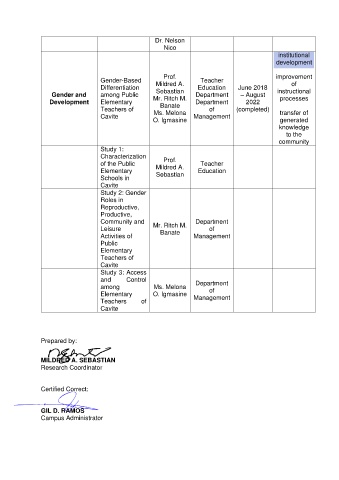 Dr. Nelson
Nico
Gender and
Development
Gender-Based
Differentiation
among Public
Elementary
Teachers of
Cavite
Prof.
Mildred A.
Sebastian
Mr. Ritch M.
Banate
Ms. Melona
O. Igmasine
Teacher
Education
Department
Department
of
Management
June 2018
– August
2022
(completed)
institutional
development
improvement
of
instructional
processes
transfer of
generated
knowledge
to the
community
Study 1:
Characterization
of the Public
Elementary
Schools in
Cavite
Prof.
Mildred A.
Sebastian
Teacher
Education
Study 2: Gender
Roles in
Reproductive,
Productive,
Community and
Leisure
Activities of
Public
Elementary
Teachers of
Cavite
Mr. Ritch M.
Banate
Department
of
Management
Study 3: Access
and Control
among
Elementary
Teachers of
Cavite
Ms. Melona
O. Igmasine
Department
of
Management
Prepared by:
MILDRED A. SEBASTIAN
Research Coordinator
Certified Correct:
GIL D. RAMOS
Campus Administrator